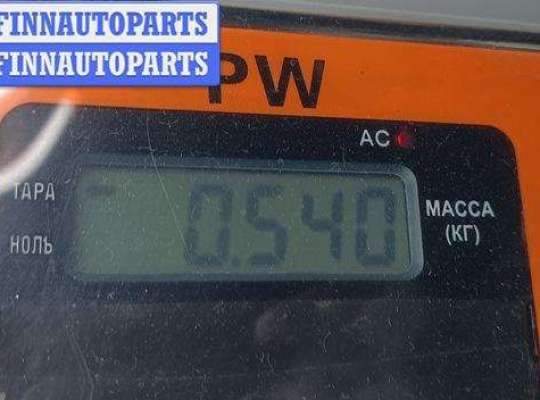 FINNAUTOPARTS
FINNAUTOPARTS
PW
AC
ТАРА
0.540
МАССА
(КГ)
НОЛЬ